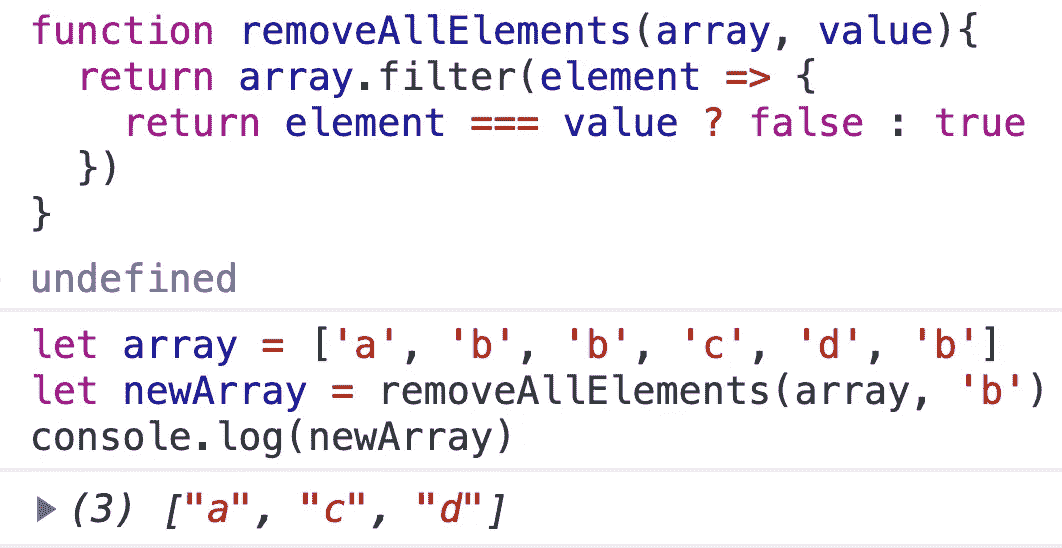 function removeAllElements(array, value){
  return array.filter(element => {
    return element === value ? false : true
  })
}
undefined
let array = ['a', 'b', 'b', 'c', 'd', 'b']
let newArray = removeAllElements(array, 'b')
console.log(newArray)
▶ (3) ["a", "c", "d"]